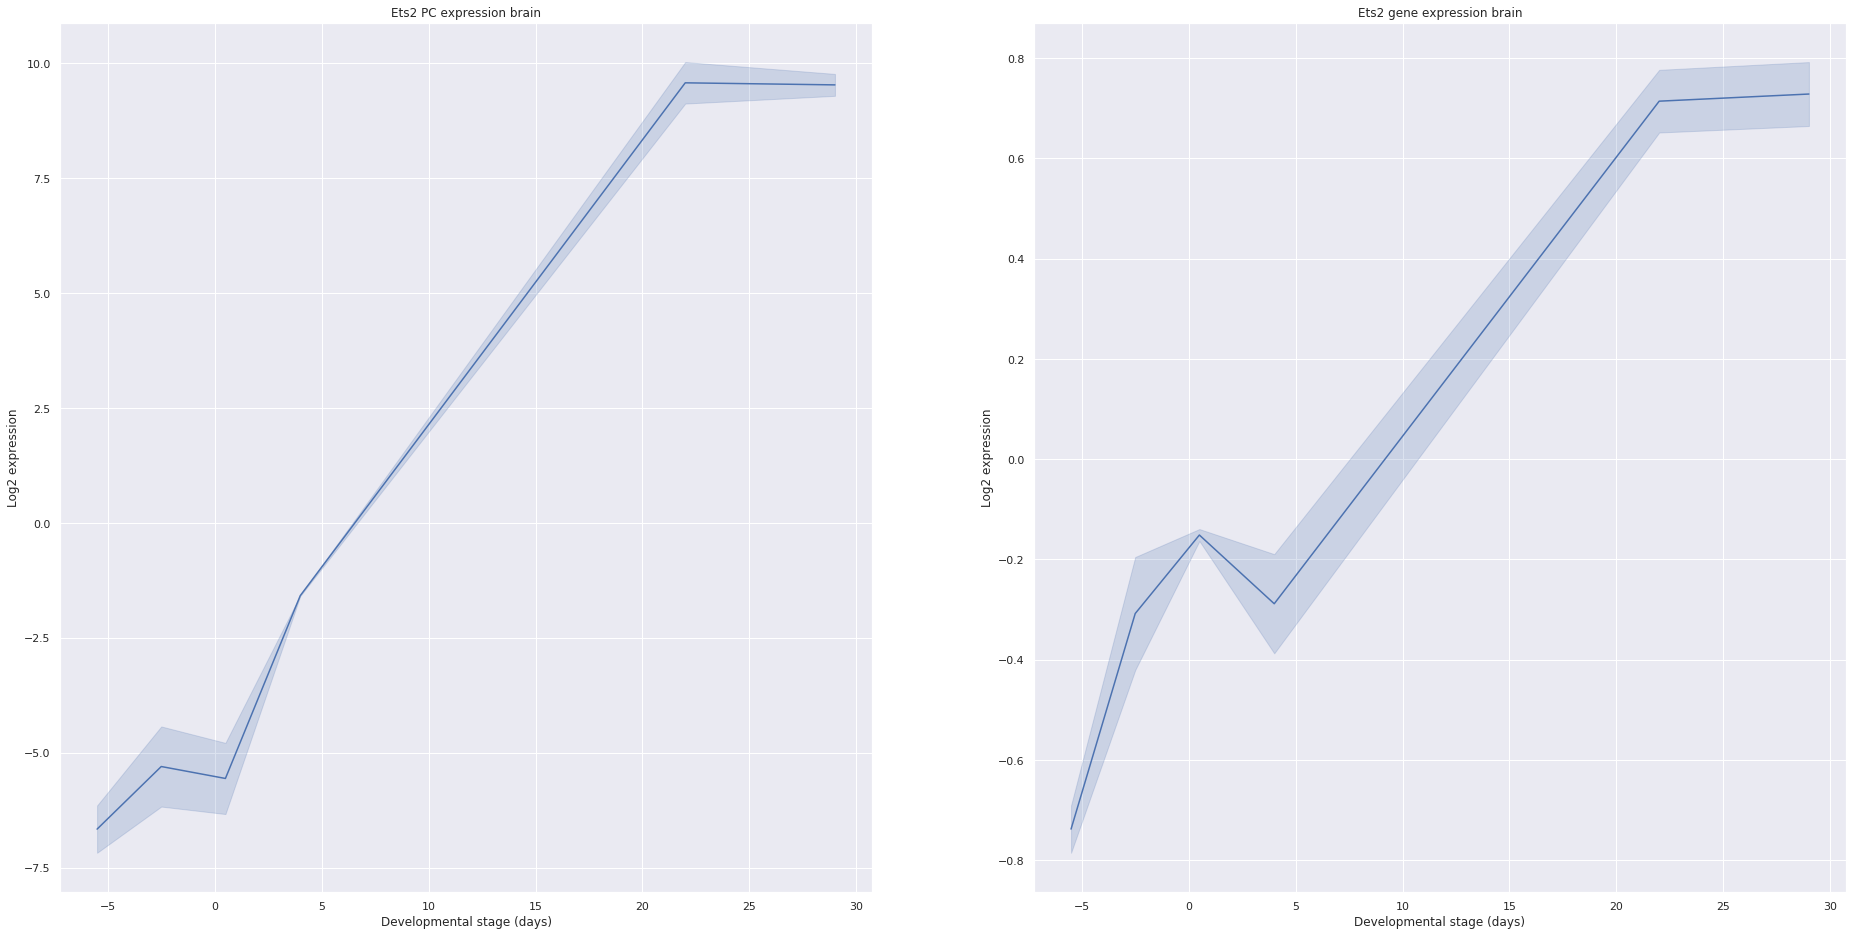 Ets2 PC expression brain
10.0
7.5
5.0
2.5
0.0
−2.5
−5.0
−7.5
Log2 expression
−5 0 5 10 15 20 25 30
Developmental stage (days)
Ets2 gene expression brain
0.8
0.6
0.4
0.2
0.0
−0.2
−0.4
−0.6
−0.8
Log2 expression
−5 0 5 10 15 20 25 30
Developmental stage (days)